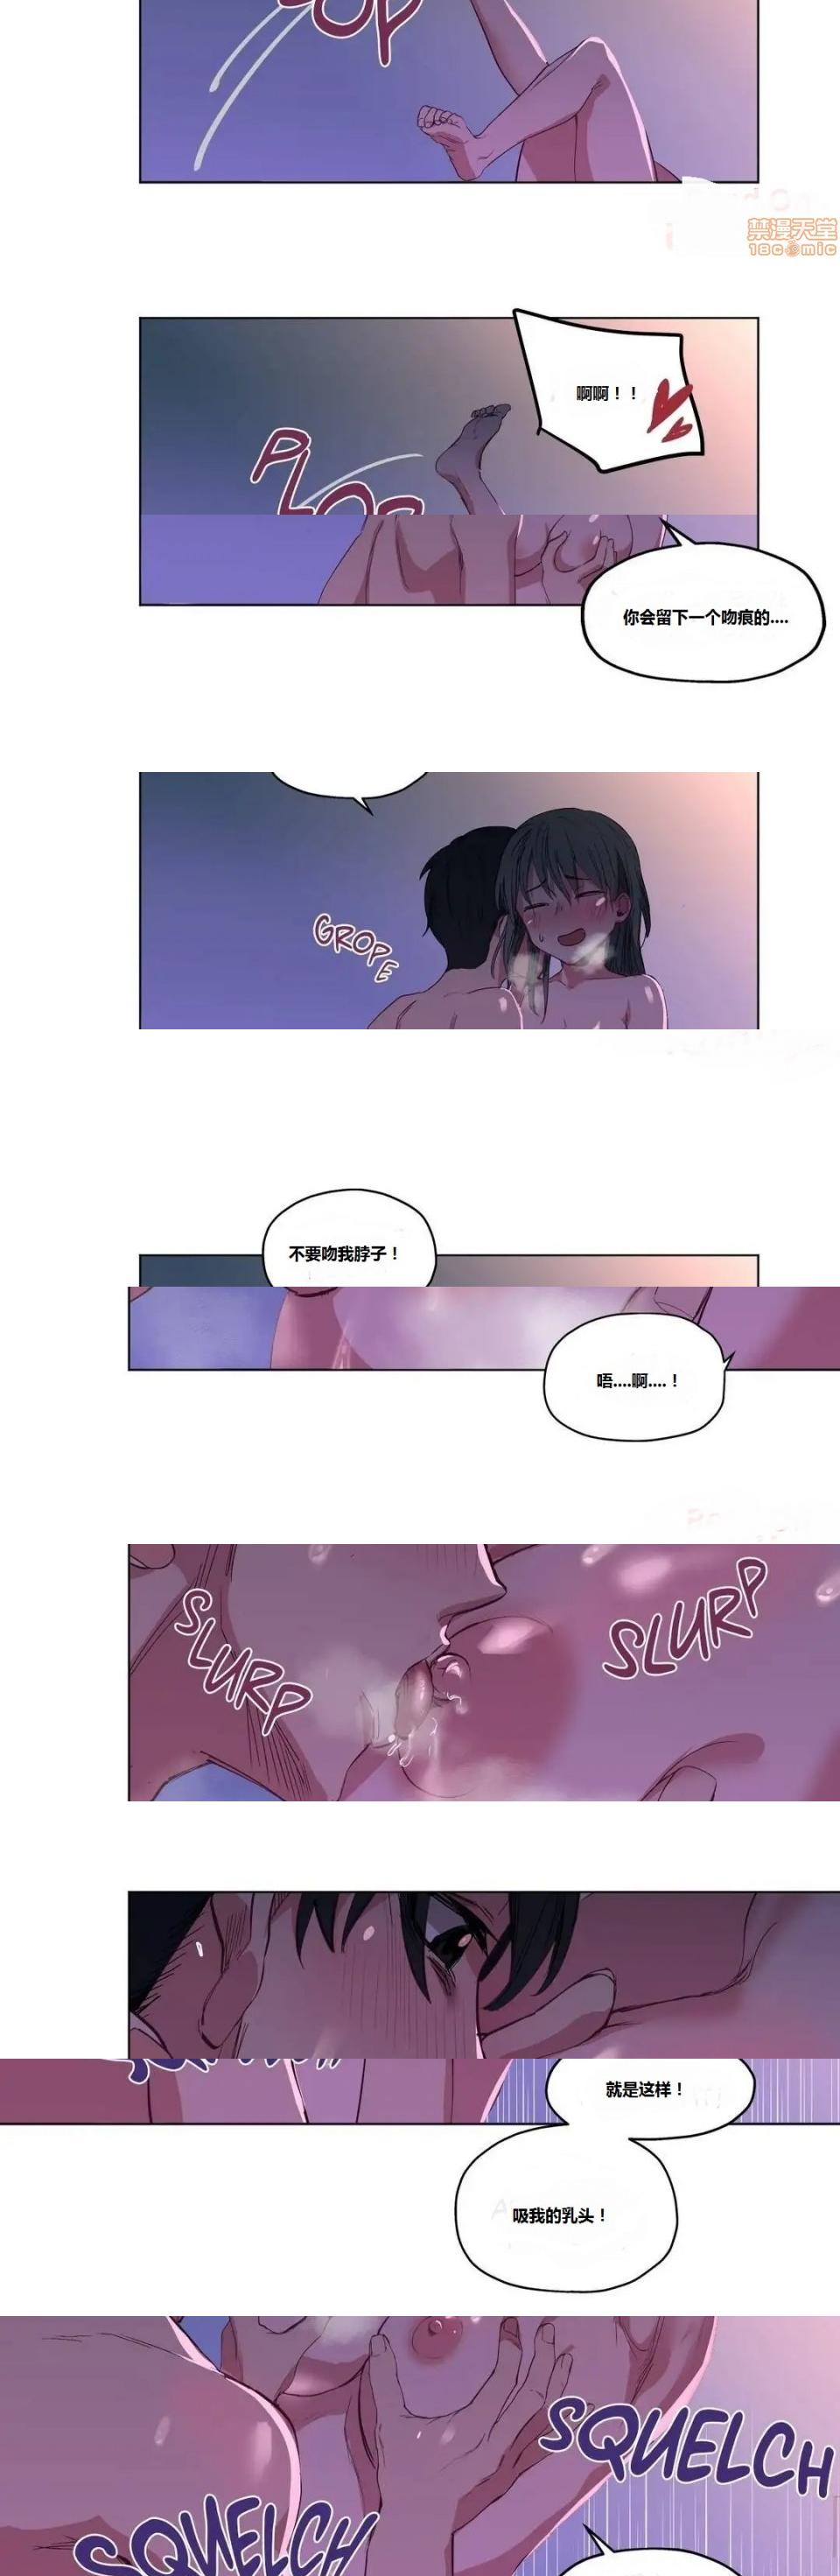 OP
禁漫天堂
18comic
啊啊！！
PLOP
你会留下一个吻痕的....
GROPE
不要吻我脖子！
唔....啊....！
SLURP
SLURP
就是这样！
吸我的乳头！
SQUELCH
SQUELCH